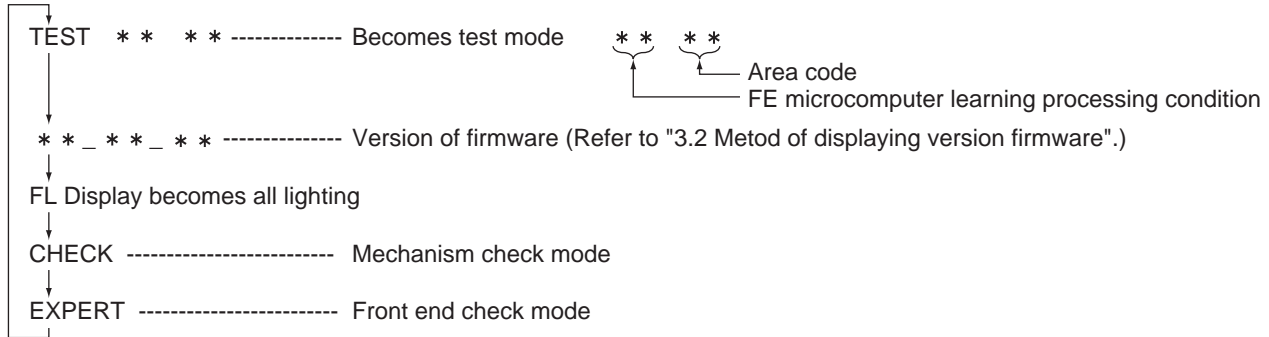 TEST ** ** -------------- Becomes test mode ** **
Area code
FE microcomputer learning processing condition
**_**_** --------------- Version of firmware (Refer to "3.2 Metod of displaying version firmware".)
FL Display becomes all lighting
CHECK -------------------------- Mechanism check mode
EXPERT ------------------------- Front end check mode